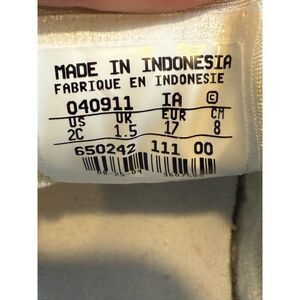 MADE IN INDONESIA
FABRIQUE EN INDONESIE
040911 IA ©
US UK EUR CM
2C 1.5 17 8
650242 111 00